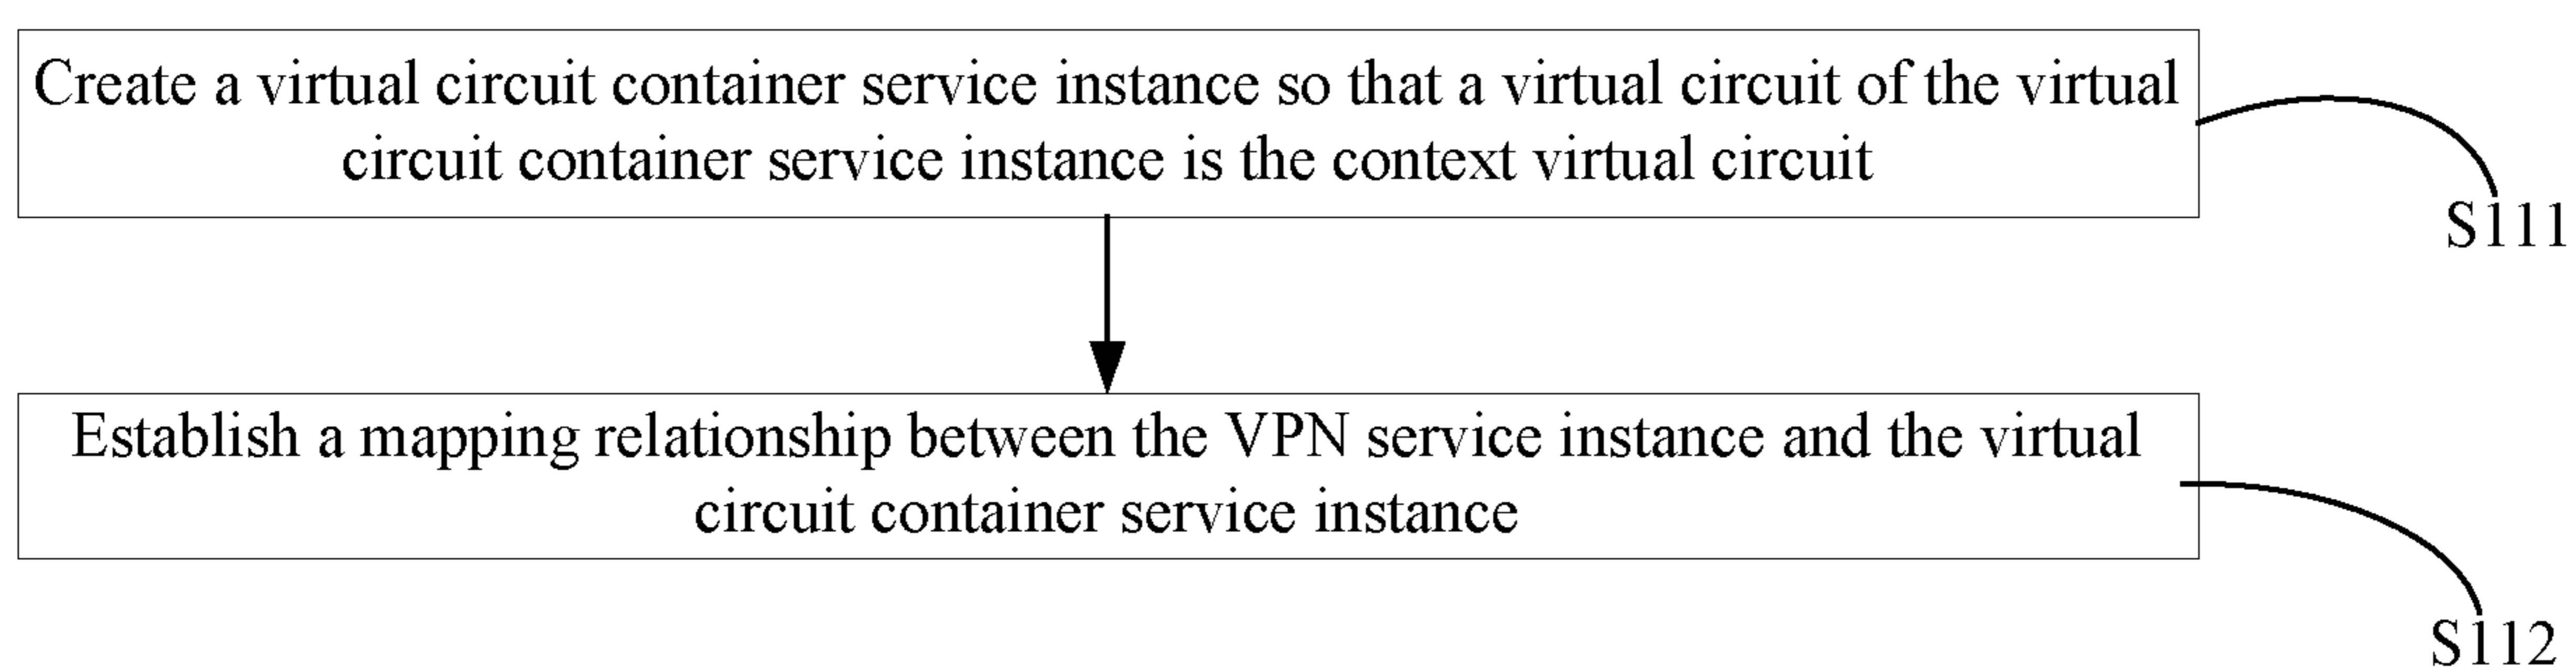 Create a virtual circuit container service instance so that a virtual circuit of the virtual
circuit container service instance is the context virtual circuit
S111
Establish a mapping relationship between the VPN service instance and the virtual
circuit container service instance
S112